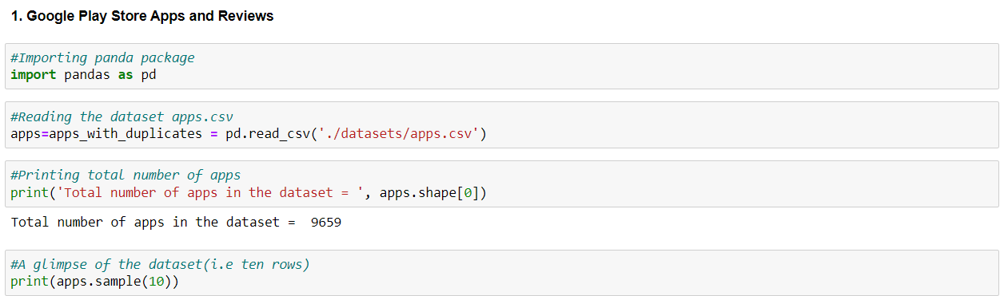 1. Google Play Store Apps and Reviews
#Importing panda package
import pandas as pd
#Reading the dataset apps.csv
apps=apps_with_duplicates = pd.read_csv('./datasets/apps.csv')
#Printing total number of apps
print('Total number of apps in the dataset = ', apps.shape[0])
Total number of apps in the dataset =  9659
#A glimpse of the dataset(i.e ten rows)
print(apps.sample(10))